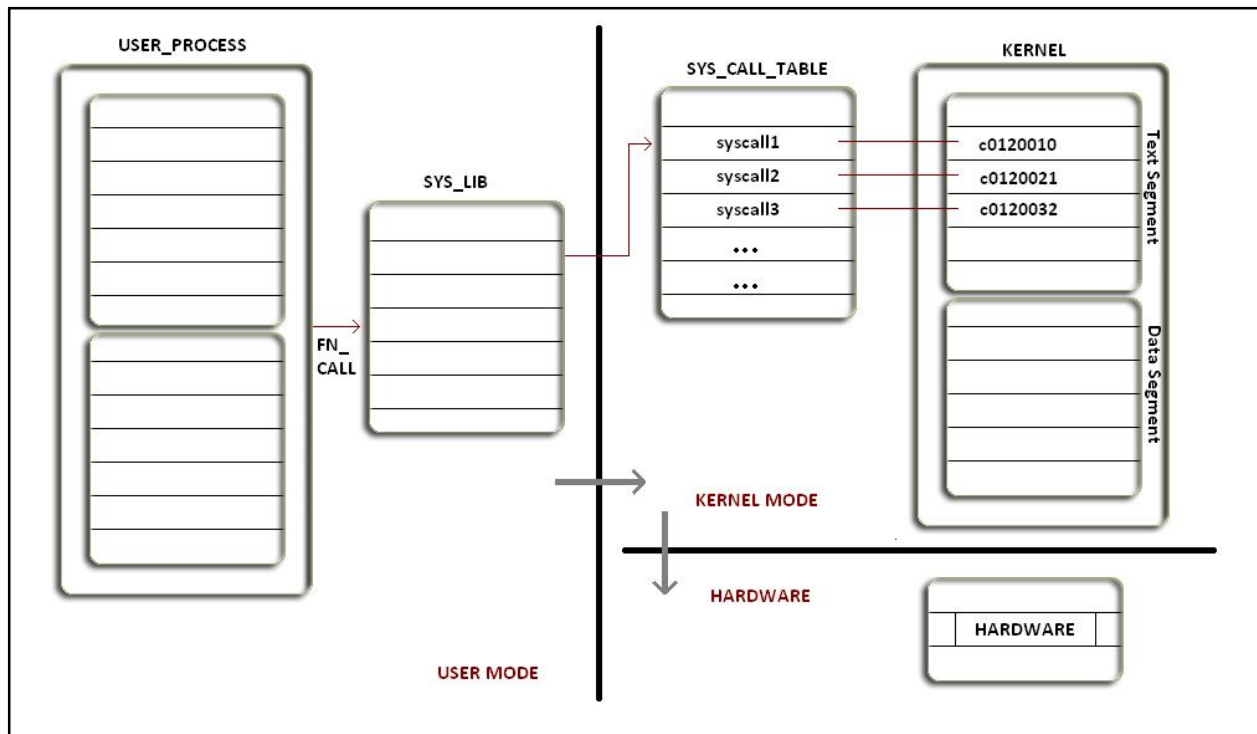 USER_PROCESS
FN_
CALL
SYS_LIB
USER MODE
SYS_CALL_TABLE
syscall1
syscall2
syscall3
...
...
KERNEL
c0120010
c0120021
c0120032
Text Segment
Data Segment
KERNEL MODE
HARDWARE
HARDWARE